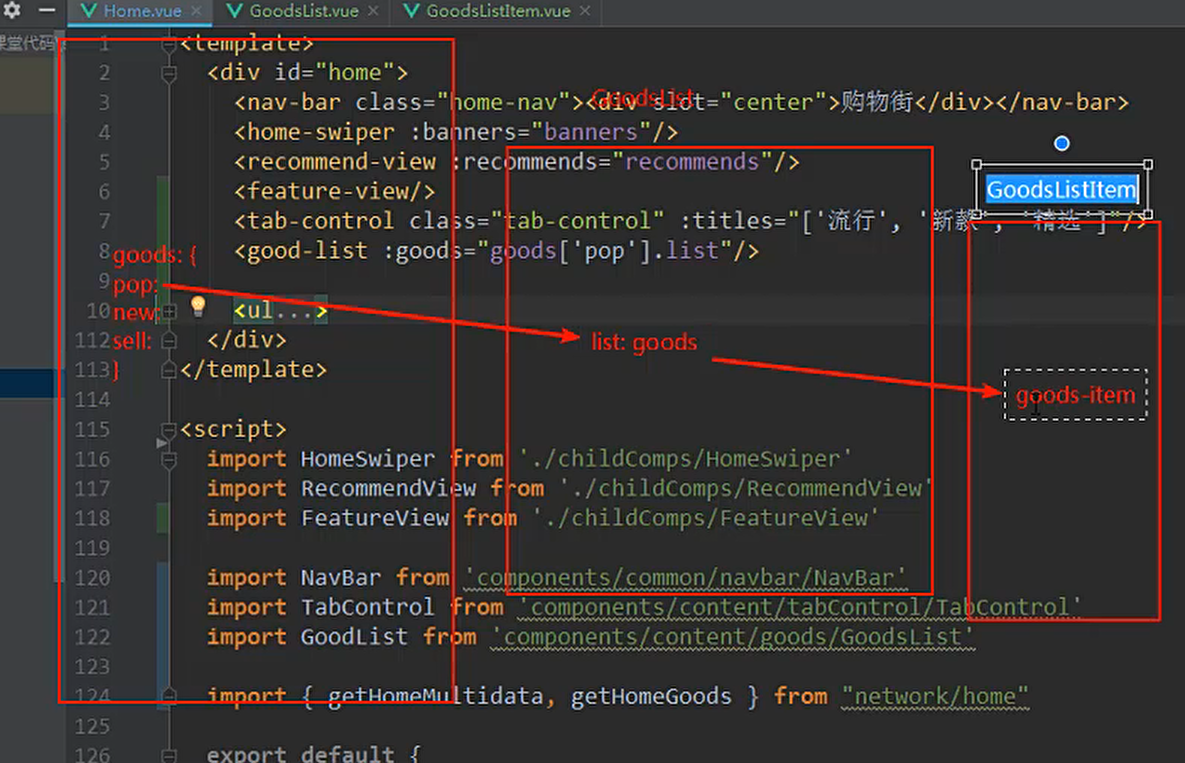 Home.vue GoodsList.vue GoodsListItem.vue
课堂代码
1 <template>
2 <div id="home">
3 <nav-bar class="home-nav"><div slot="center">购物街</div></nav-bar>
GoodsList
4 <home-swiper :banners="banners"/>
5 <recommend-view :recommends="recommends"/>
6 <feature-view/>
GoodsListItem
7 <tab-control class="tab-control" :titles="['流行', '新款', '精选']"/>
8 <good-list :goods="goods['pop'].list"/>
goods: {
9
pop:
10 <ul...>
new:
112 </div>
sell:
list: goods
113 </template>
}
114
goods-item
115 <script>
116 import HomeSwiper from './childComps/HomeSwiper'
117 import RecommendView from './childComps/RecommendView'
118 import FeatureView from './childComps/FeatureView'
119
120 import NavBar from 'components/common/navbar/NavBar'
121 import TabControl from 'components/content/tabControl/TabControl'
122 import GoodList from 'components/content/goods/GoodsList'
123
124 import { getHomeMultidata, getHomeGoods } from "network/home"
125
126 export default {